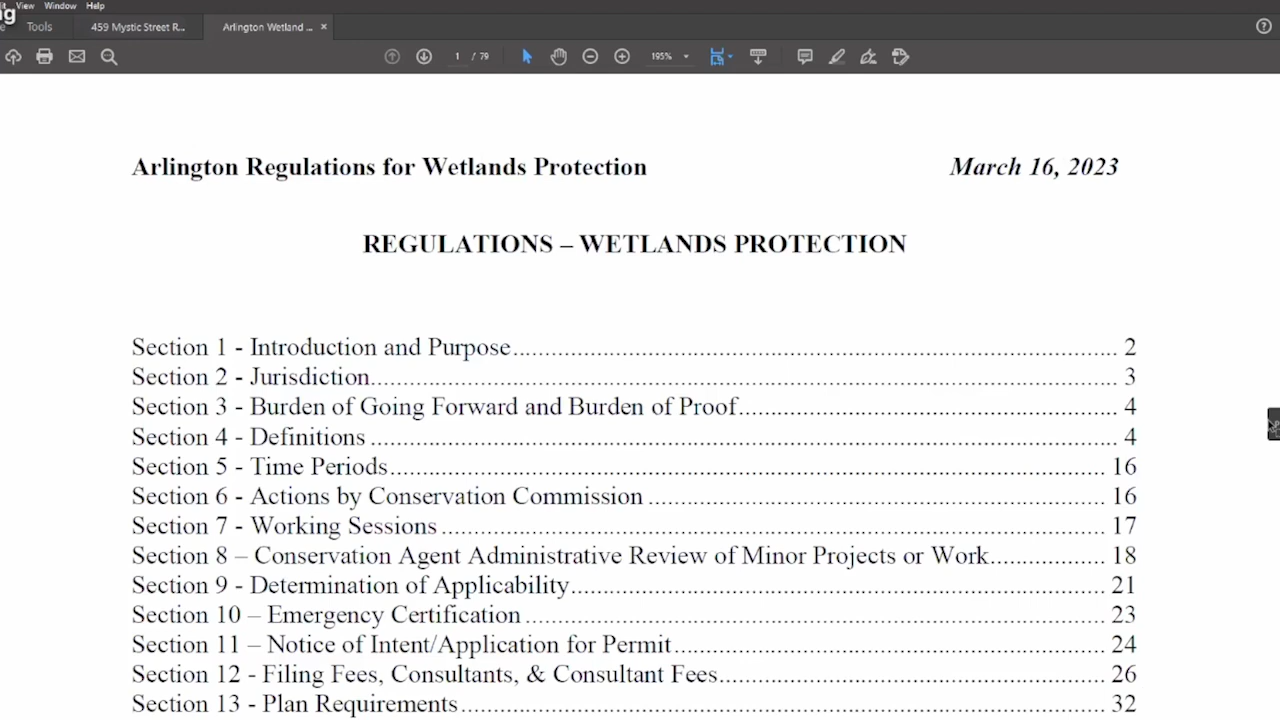 ng
View Window Help
Tools 459 Mystic Street R... Arlington Wetland ... ×
1 / 79 195%
Arlington Regulations for Wetlands Protection March 16, 2023
REGULATIONS – WETLANDS PROTECTION
Section 1 - Introduction and Purpose 2
Section 2 - Jurisdiction 3
Section 3 - Burden of Going Forward and Burden of Proof 4
Section 4 - Definitions 4
Section 5 - Time Periods 16
Section 6 - Actions by Conservation Commission 16
Section 7 - Working Sessions 17
Section 8 – Conservation Agent Administrative Review of Minor Projects or Work 18
Section 9 - Determination of Applicability 21
Section 10 – Emergency Certification 23
Section 11 – Notice of Intent/Application for Permit 24
Section 12 - Filing Fees, Consultants, & Consultant Fees 26
Section 13 - Plan Requirements 32